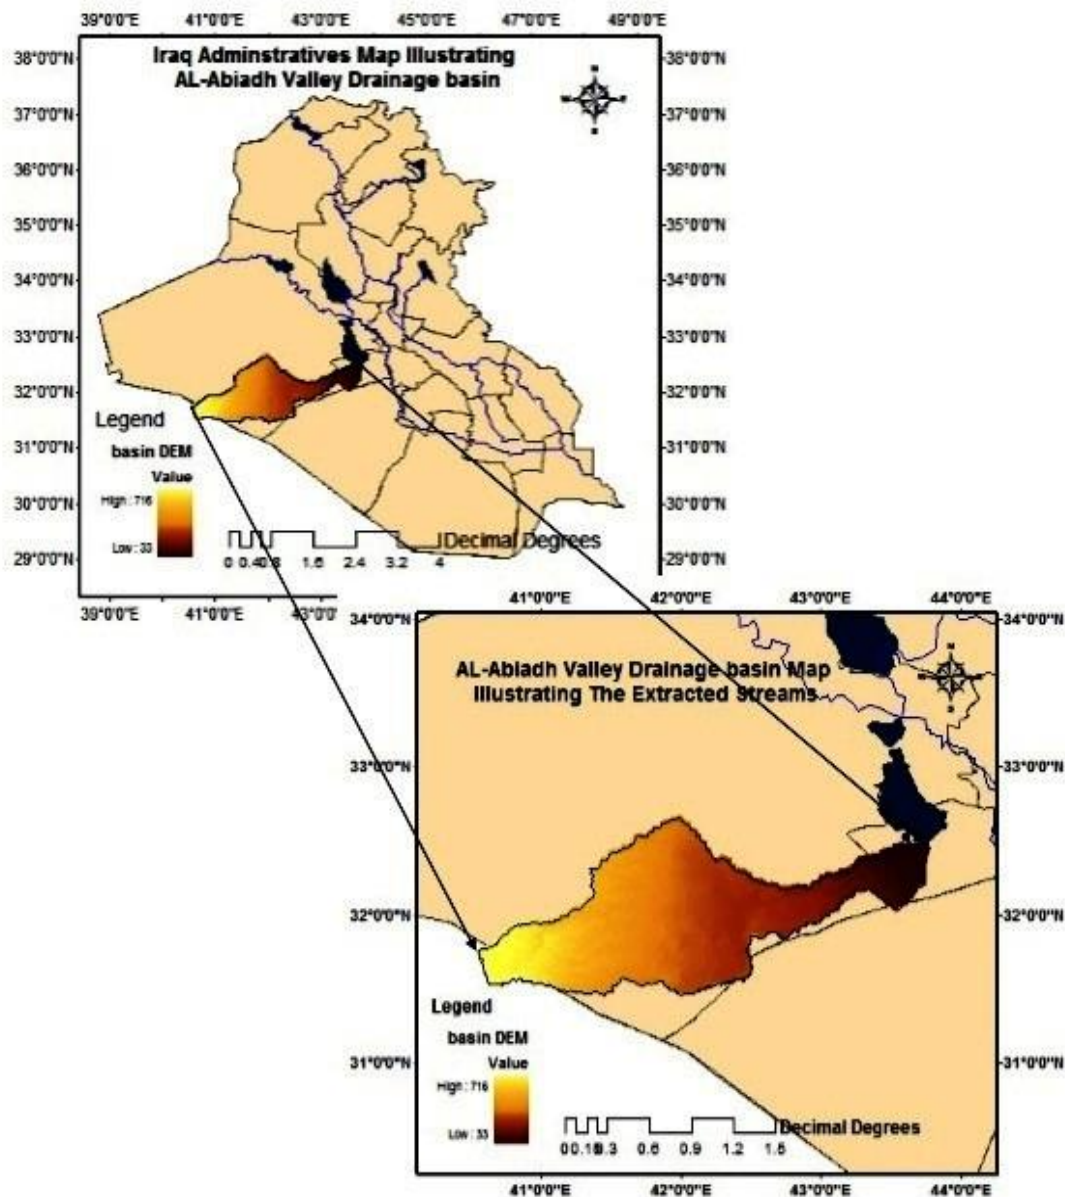 39°0'0"E 41°0'0"E 43°0'0"E 45°0'0"E 47°0'0"E 49°0'0"E
Iraq Adminstratives Map Illustrating
AL-Abiadh Valley Drainage basin
38°0'0"N 38°0'0"N
37°0'0"N 37°0'0"N
36°0'0"N 36°0'0"N
35°0'0"N 35°0'0"N
34°0'0"N 34°0'0"N
33°0'0"N 33°0'0"N
32°0'0"N 32°0'0"N
31°0'0"N 31°0'0"N
30°0'0"N 30°0'0"N
29°0'0"N 29°0'0"N
Legend
basin DEM
Value
High : 716
Low : 33
Decimal Degrees
0 0.40.8 1.6 2.4 3.2 4
39°0'0"E 41°0'0"E 43°0'0
41°0'0"E 42°0'0"E 43°0'0"E 44°0'0"E
AL-Abiadh Valley Drainage basin Map
Illustrating The Extracted Streams
34°0'0"N 34°0'0"N
33°0'0"N 33°0'0"N
32°0'0"N 32°0'0"N
31°0'0"N 31°0'0"N
Legend
basin DEM
Value
High : 716
Low : 33
Decimal Degrees
0 0.3 0.6 0.9 1.2 1.5
41°0'0"E 42°0'0"E 43°0'0"E 44°0'0"E